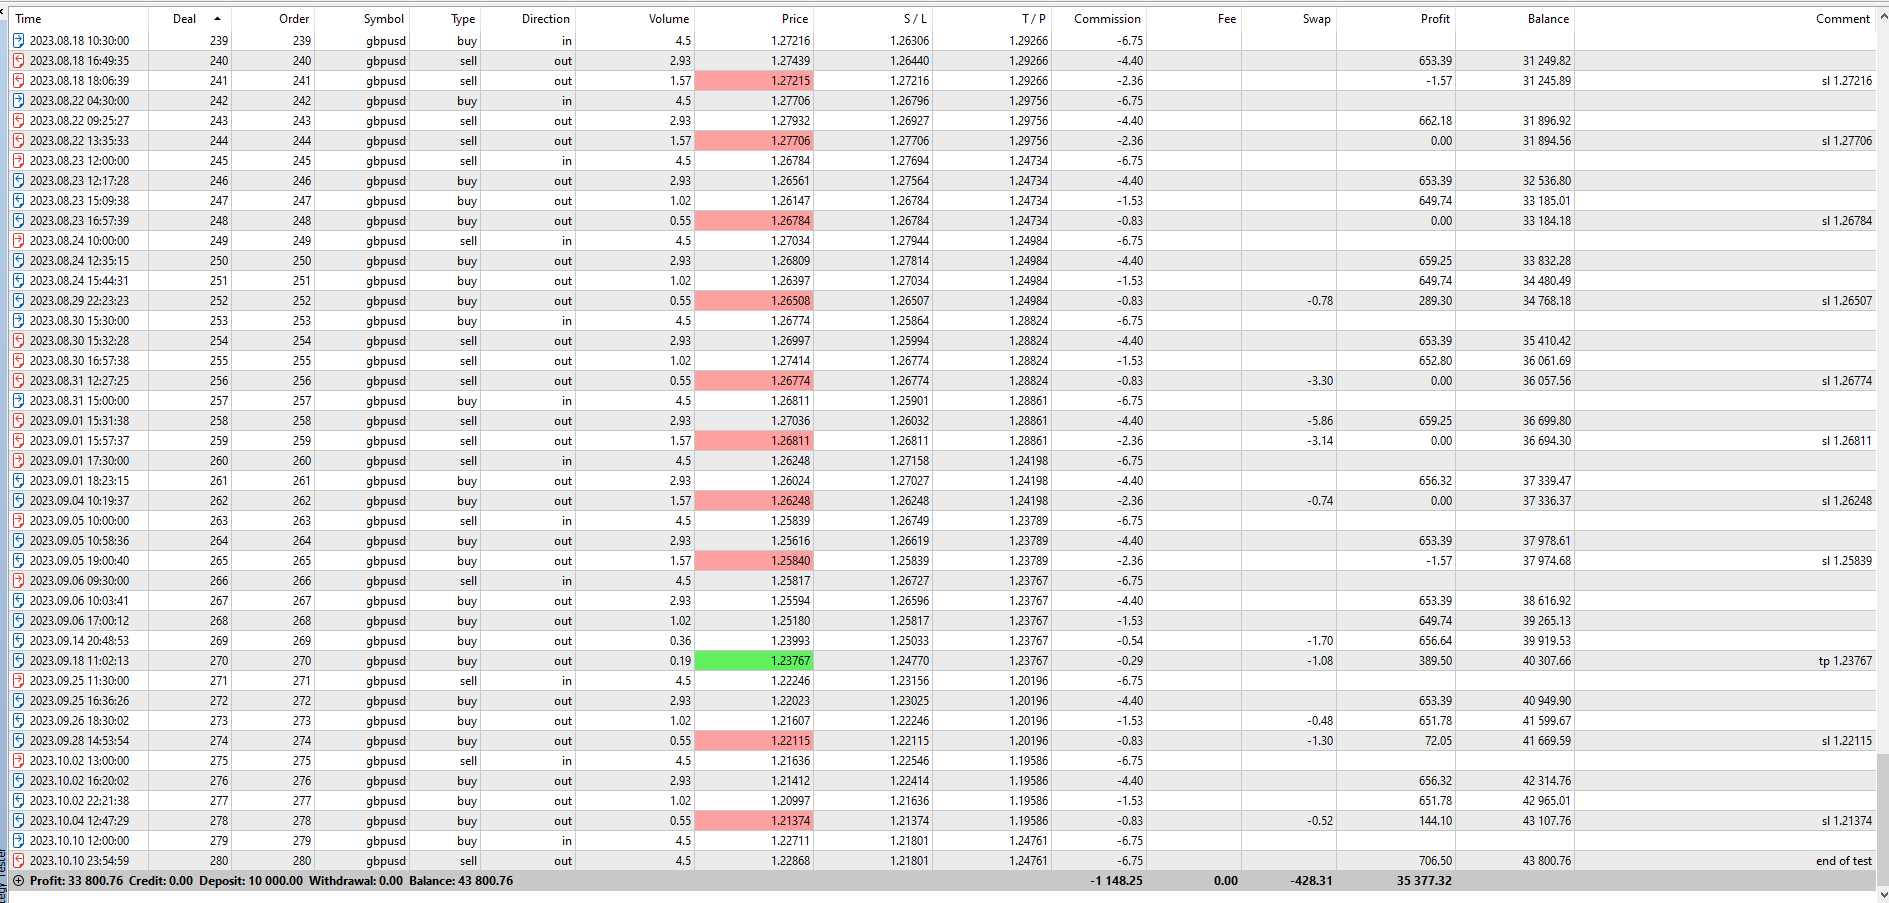 Time Deal Order Symbol Type Direction Volume Price S / L T / P Commission Fee Swap Profit Balance Comment
2023.08.18 10:30:00 239 239 gbpusd buy in 4.5 1.27216 1.26306 1.29266 -6.75
2023.08.18 16:49:35 240 240 gbpusd sell out 2.93 1.27439 1.26440 1.29266 -4.40 653.39 31 249.82
2023.08.18 18:06:39 241 241 gbpusd sell out 1.57 1.27215 1.27216 1.29266 -2.36 -1.57 31 245.89 sl 1.27216
2023.08.22 04:30:00 242 242 gbpusd buy in 4.5 1.27706 1.26796 1.29756 -6.75
2023.08.22 09:25:27 243 243 gbpusd sell out 2.93 1.27932 1.26927 1.29756 -4.40 662.18 31 896.92
2023.08.22 13:35:33 244 244 gbpusd sell out 1.57 1.27706 1.27706 1.29756 -2.36 0.00 31 894.56 sl 1.27706
2023.08.23 12:00:00 245 245 gbpusd sell in 4.5 1.26784 1.27694 1.24734 -6.75
2023.08.23 12:17:28 246 246 gbpusd buy out 2.93 1.26561 1.27564 1.24734 -4.40 653.39 32 536.80
2023.08.23 15:09:38 247 247 gbpusd buy out 1.02 1.26147 1.26784 1.24734 -1.53 649.74 33 185.01
2023.08.23 16:57:39 248 248 gbpusd buy out 0.55 1.26784 1.26784 1.24734 -0.83 0.00 33 184.18 sl 1.26784
2023.08.24 10:00:00 249 249 gbpusd sell in 4.5 1.27034 1.27944 1.24984 -6.75
2023.08.24 12:35:15 250 250 gbpusd buy out 2.93 1.26809 1.27814 1.24984 -4.40 659.25 33 832.28
2023.08.24 15:44:31 251 251 gbpusd buy out 1.02 1.26397 1.27034 1.24984 -1.53 649.74 34 480.49
2023.08.29 22:23:23 252 252 gbpusd buy out 0.55 1.26508 1.26507 1.24984 -0.83 -0.78 289.30 34 768.18 sl 1.26507
2023.08.30 15:30:00 253 253 gbpusd buy in 4.5 1.26774 1.25864 1.28824 -6.75
2023.08.30 15:32:28 254 254 gbpusd sell out 2.93 1.26997 1.25994 1.28824 -4.40 653.39 35 410.42
2023.08.30 16:57:38 255 255 gbpusd sell out 1.02 1.27414 1.26774 1.28824 -1.53 652.80 36 061.69
2023.08.31 12:27:25 256 256 gbpusd sell out 0.55 1.26774 1.26774 1.28824 -0.83 -3.30 0.00 36 057.56 sl 1.26774
2023.08.31 15:00:00 257 257 gbpusd buy in 4.5 1.26811 1.25901 1.28861 -6.75
2023.09.01 15:31:38 258 258 gbpusd sell out 2.93 1.27036 1.26032 1.28861 -4.40 -5.86 659.25 36 699.80
2023.09.01 15:57:37 259 259 gbpusd sell out 1.57 1.26811 1.26811 1.28861 -2.36 -3.14 0.00 36 694.30 sl 1.26811
2023.09.01 17:30:00 260 260 gbpusd sell in 4.5 1.26248 1.27158 1.24198 -6.75
2023.09.01 18:23:15 261 261 gbpusd buy out 2.93 1.26024 1.27027 1.24198 -4.40 656.32 37 339.47
2023.09.04 10:19:37 262 262 gbpusd buy out 1.57 1.26248 1.26248 1.24198 -2.36 -0.74 0.00 37 336.37 sl 1.26248
2023.09.05 10:00:00 263 263 gbpusd sell in 4.5 1.25839 1.26749 1.23789 -6.75
2023.09.05 10:58:36 264 264 gbpusd buy out 2.93 1.25616 1.26619 1.23789 -4.40 653.39 37 978.61
2023.09.05 19:00:40 265 265 gbpusd buy out 1.57 1.25840 1.25839 1.23789 -2.36 -1.57 37 974.68 sl 1.25839
2023.09.06 09:30:00 266 266 gbpusd sell in 4.5 1.25817 1.26727 1.23767 -6.75
2023.09.06 10:03:41 267 267 gbpusd buy out 2.93 1.25594 1.26596 1.23767 -4.40 653.39 38 616.92
2023.09.06 17:00:12 268 268 gbpusd buy out 1.02 1.25180 1.25817 1.23767 -1.53 649.74 39 265.13
2023.09.14 20:48:53 269 269 gbpusd buy out 0.36 1.23993 1.25033 1.23767 -0.54 -1.70 656.64 39 919.53
2023.09.18 11:02:13 270 270 gbpusd buy out 0.19 1.23767 1.24770 1.23767 -0.29 -1.08 389.50 40 307.66 tp 1.23767
2023.09.25 11:30:00 271 271 gbpusd sell in 4.5 1.22246 1.23156 1.20196 -6.75
2023.09.25 16:36:26 272 272 gbpusd buy out 2.93 1.22023 1.23025 1.20196 -4.40 653.39 40 949.90
2023.09.26 18:30:02 273 273 gbpusd buy out 1.02 1.21607 1.22246 1.20196 -1.53 -0.48 651.78 41 599.67
2023.09.28 14:53:54 274 274 gbpusd buy out 0.55 1.22115 1.22115 1.20196 -0.83 -1.30 72.05 41 669.59 sl 1.22115
2023.10.02 13:00:00 275 275 gbpusd sell in 4.5 1.21636 1.22546 1.19586 -6.75
2023.10.02 16:20:02 276 276 gbpusd buy out 2.93 1.21412 1.22414 1.19586 -4.40 656.32 42 314.76
2023.10.02 22:21:38 277 277 gbpusd buy out 1.02 1.20997 1.21636 1.19586 -1.53 651.78 42 965.01
2023.10.04 12:47:29 278 278 gbpusd buy out 0.55 1.21374 1.21374 1.19586 -0.83 -0.52 144.10 43 107.76 sl 1.21374
2023.10.10 12:00:00 279 279 gbpusd buy in 4.5 1.22711 1.21801 1.24761 -6.75
2023.10.10 23:54:59 280 280 gbpusd sell out 4.5 1.22868 1.21801 1.24761 -6.75 706.50 43 800.76 end of test
Profit: 33 800.76 Credit: 0.00 Deposit: 10 000.00 Withdrawal: 0.00 Balance: 43 800.76 -1 148.25 0.00 -428.31 35 377.32